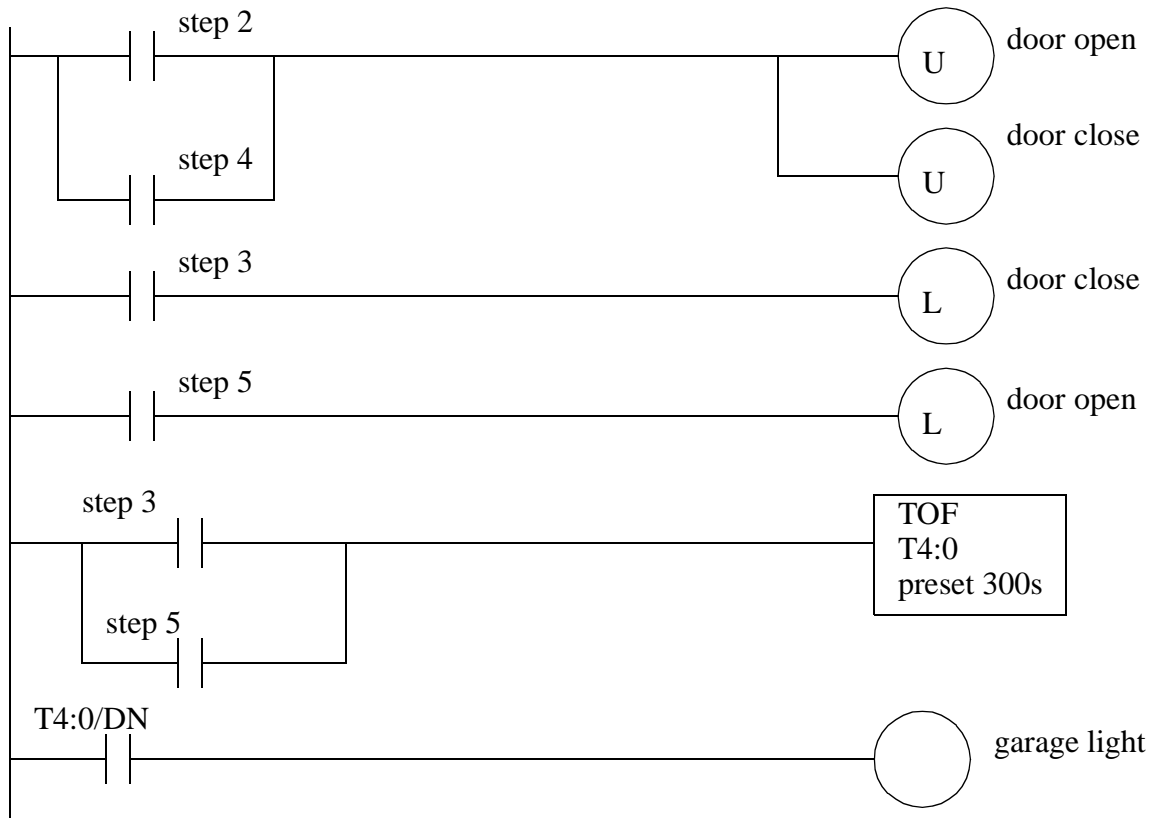 step 2
door open
U
door close
step 4
U
step 3
door close
L
step 5
door open
L
step 3
TOF
T4:0
preset 300s
step 5
T4:0/DN
garage light